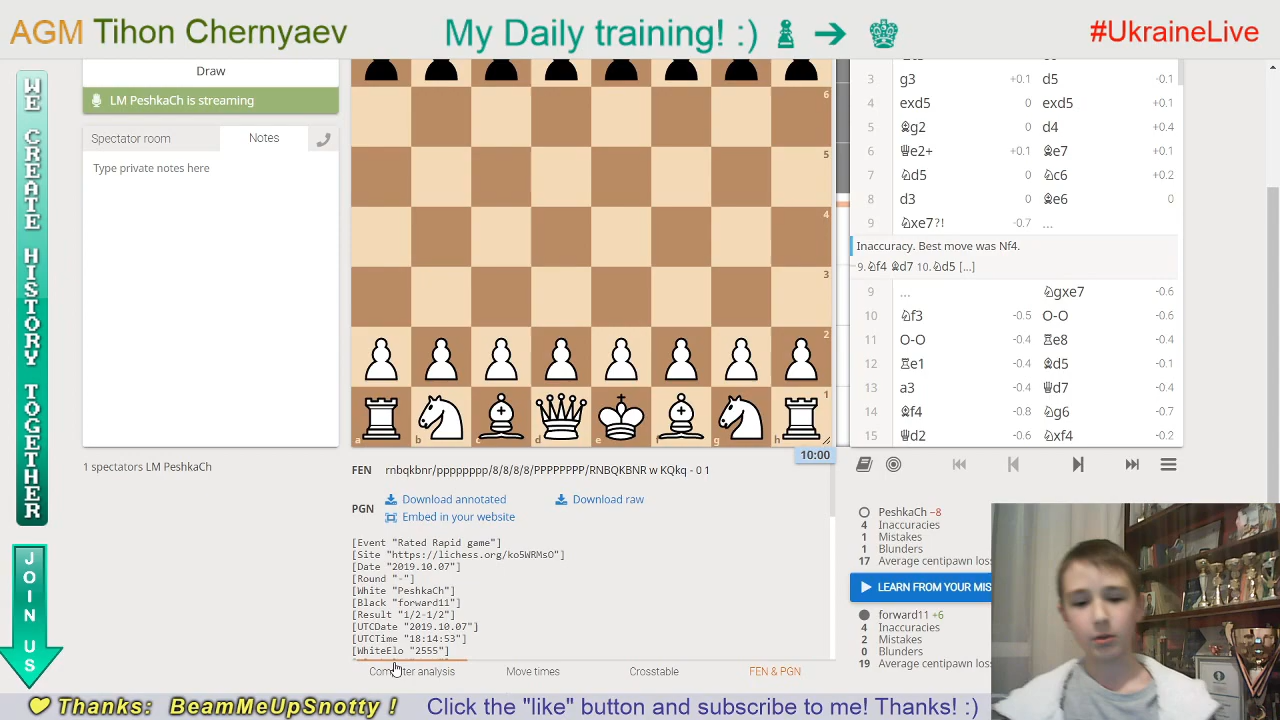 AGM Tihon Chernyaev
My Daily training! :)
#UkraineLive
WE CREATE HISTORY TOGETHER
JOIN US
Draw
LM PeshkaCh is streaming
Spectator room
Notes
Type private notes here
1 spectators LM PeshkaCh
6
5
4
3
2
1
a b c d e f g h
10:00
FEN rnbqkbnr/pppppppp/8/8/8/8/PPPPPPPP/RNBQKBNR w KQkq - 0 1
PGN
Download annotated
Download raw
Embed in your website
[Event "Rated Rapid game"]
[Site "https://lichess.org/ko5WRMsO"]
[Date "2019.10.07"]
[Round "-"]
[White "PeshkaCh"]
[Black "forward11"]
[Result "1/2-1/2"]
[UTCDate "2019.10.07"]
[UTCTime "18:14:53"]
[WhiteElo "2555"]
Computer analysis
Move times
Crosstable
FEN & PGN
3 g3 +0.1 d5 -0.1
4 exd5 0 exd5 +0.1
5 ♗g2 0 d4 +0.4
6 ♕e2+ +0.1 ♗e7 +0.1
7 ♘d5 0 ♘c6 +0.2
8 d3 0 ♗e6 0
9 ♘xe7?! -0.7 ...
Inaccuracy. Best move was Nf4.
9.♘f4 ♗d7 10.♘d5 [...]
9 ... ♘gxe7 -0.6
10 ♘f3 -0.5 O-O -0.6
11 O-O -0.4 ♖e8 -0.4
12 ♖e1 -0.4 ♗d5 -0.4
13 a3 -0.4 ♕d7 -0.4
14 ♗f4 -0.8 ♘g6 -0.7
15 ♕d2 -0.6 ♘xf4 -0.2
PeshkaCh −8
4 Inaccuracies
1 Mistakes
1 Blunders
17 Average centipawn loss
LEARN FROM YOUR MIS
forward11 +6
4 Inaccuracies
2 Mistakes
0 Blunders
19 Average centipawn loss
Thanks: BeamMeUpSnotty !
Click the "like" button and subscribe to me! Thanks! :)